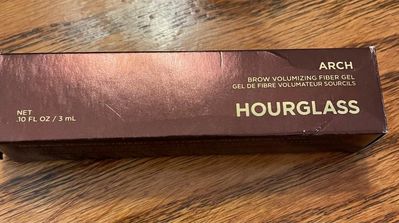 ARCH
BROW VOLUMIZING FIBER GEL
GEL DE FIBRE VOLUMATEUR SOURCILS
HOURGLASS
NET
.10 FL OZ / 3 mL